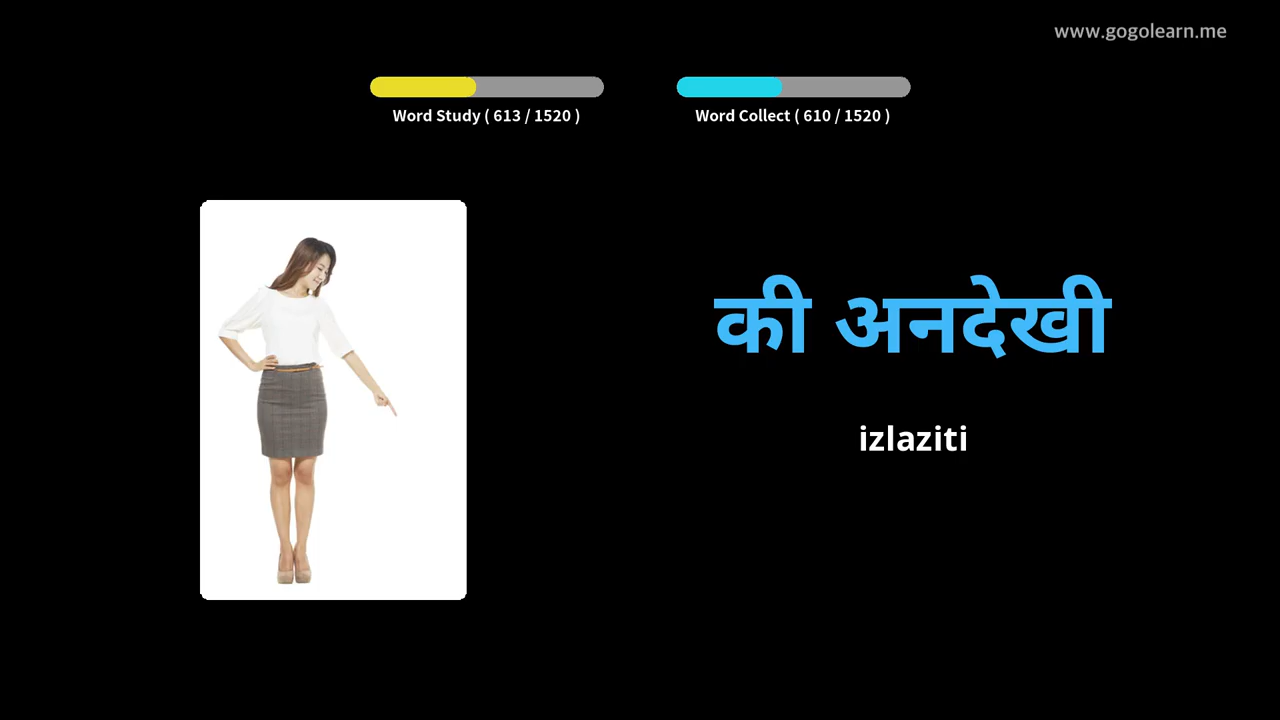 www.gogolearn.me
Word Study ( 613 / 1520 )
Word Collect ( 610 / 1520 )
की अनदेखी
izlaziti